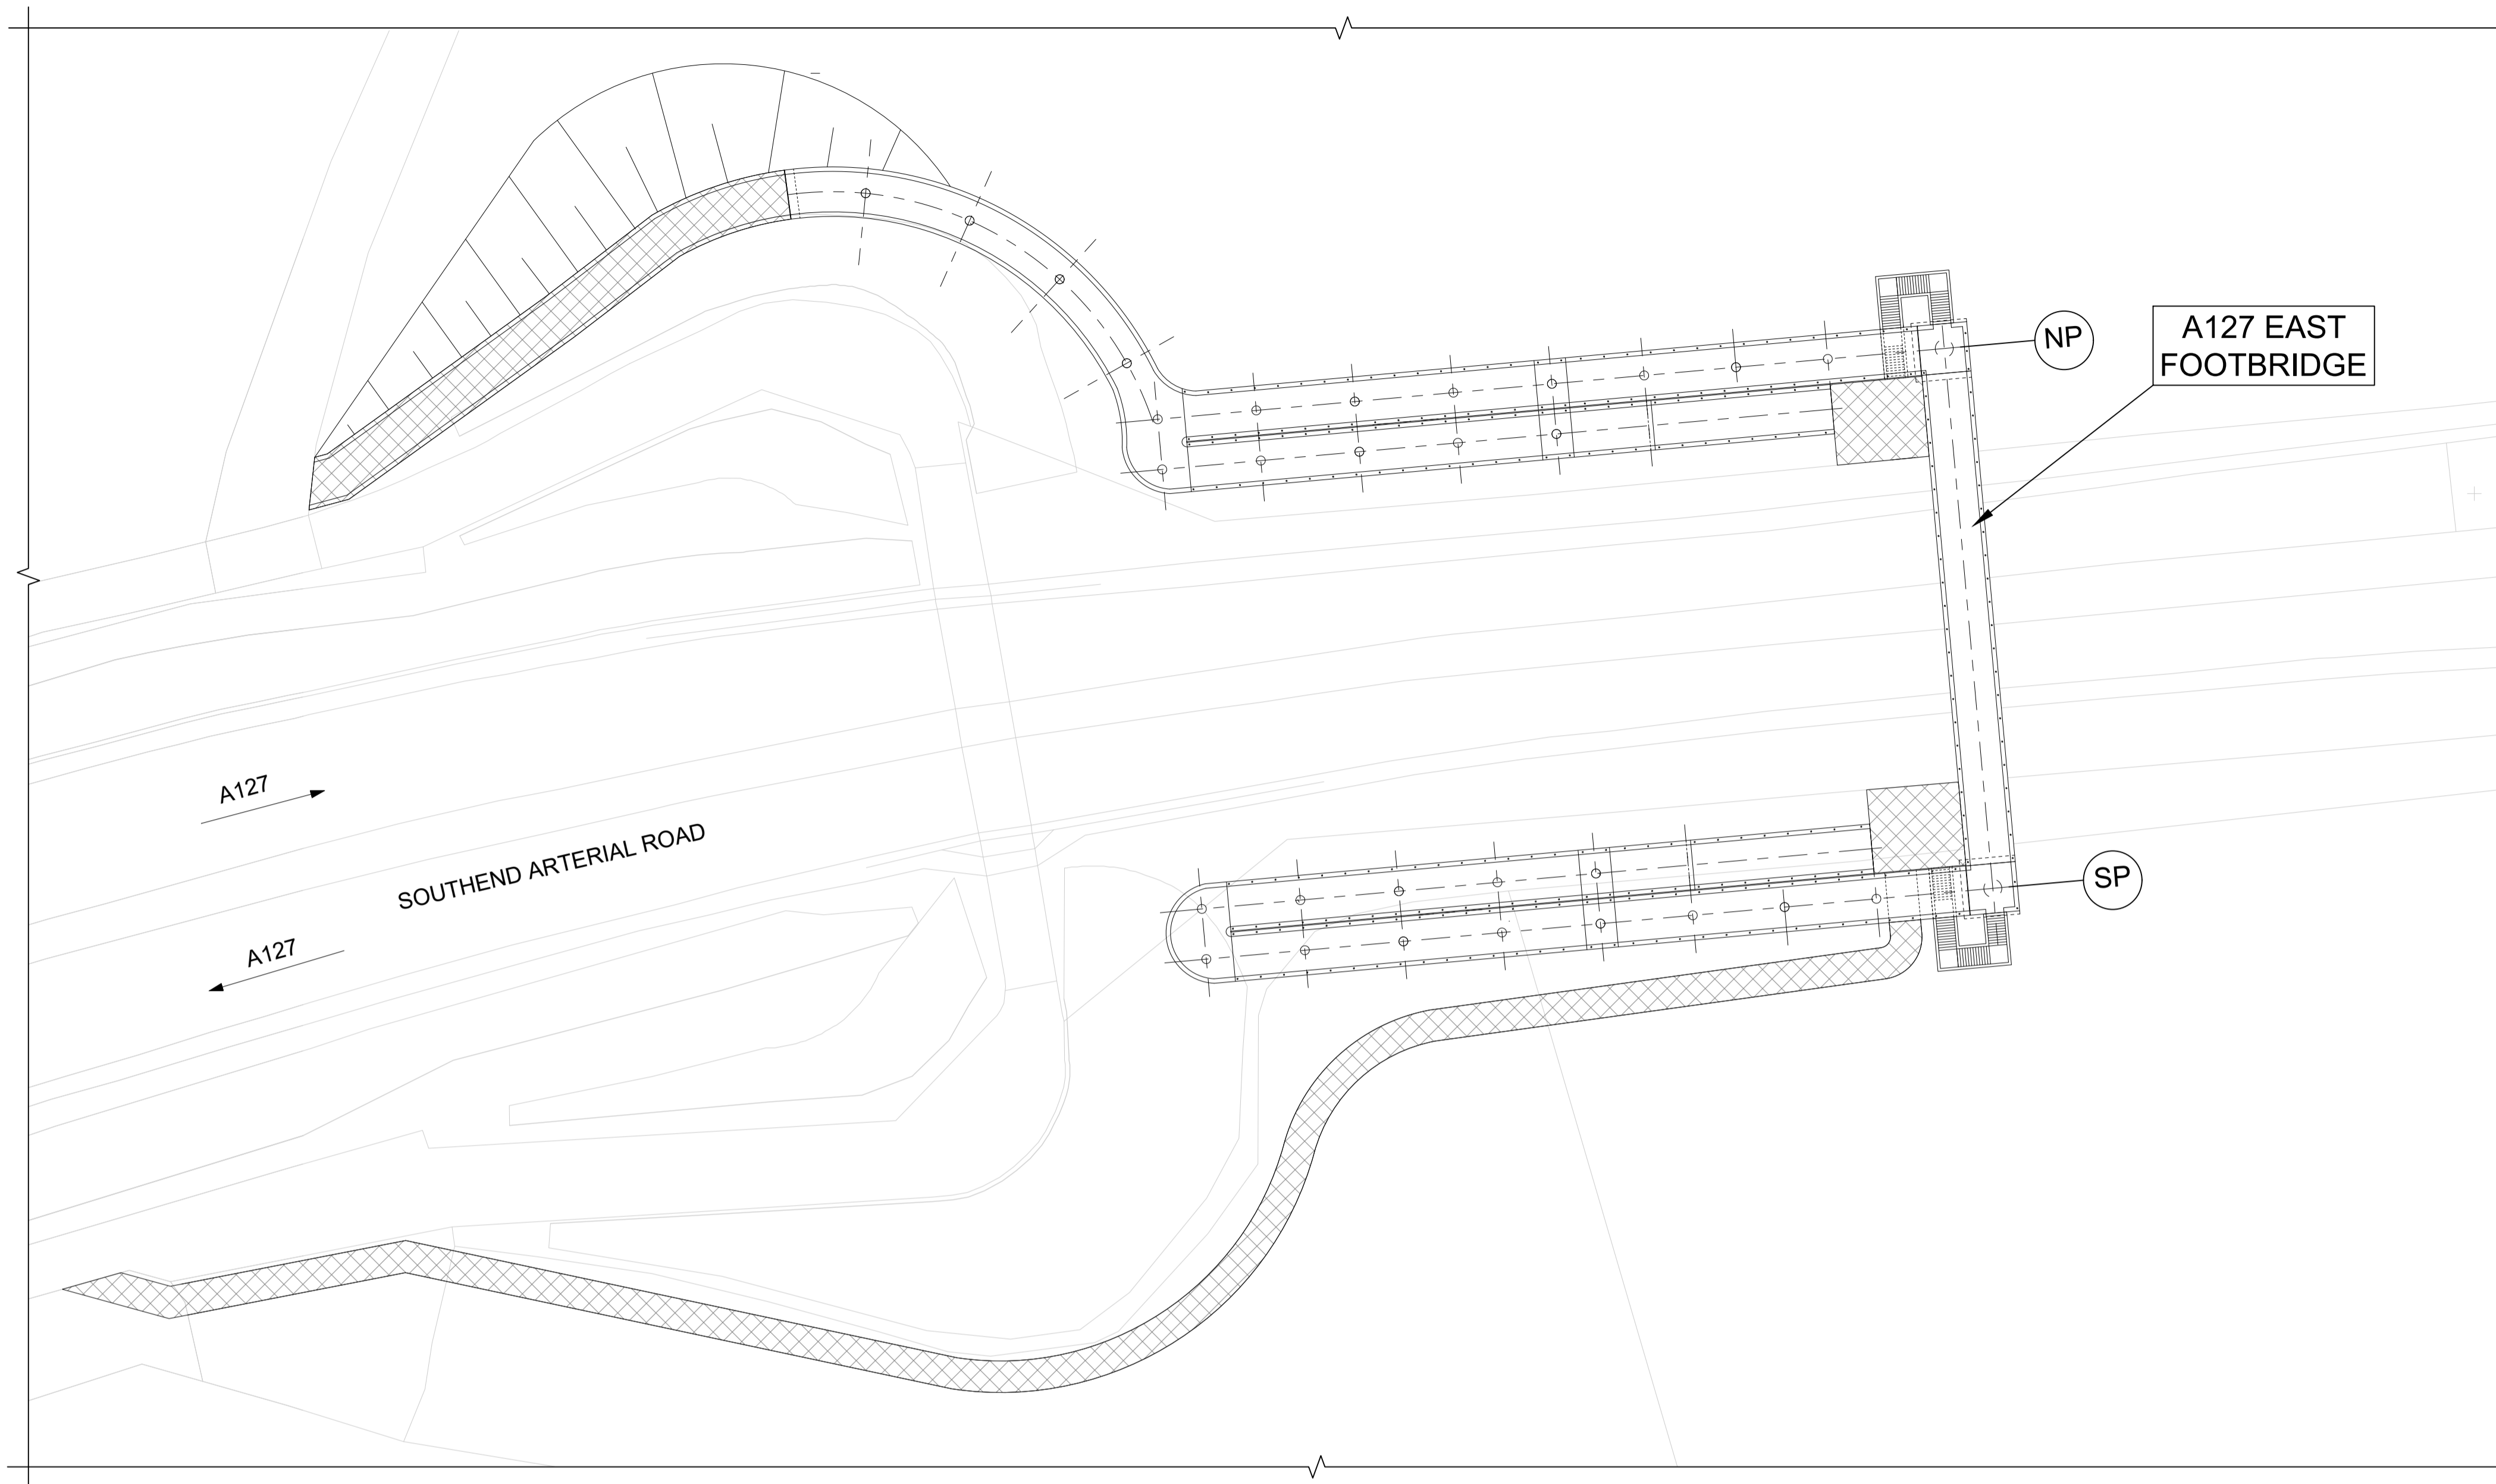 A127 EAST
FOOTBRIDGE
NP
A127
SOUTHEND ARTERIAL ROAD
SP
A127